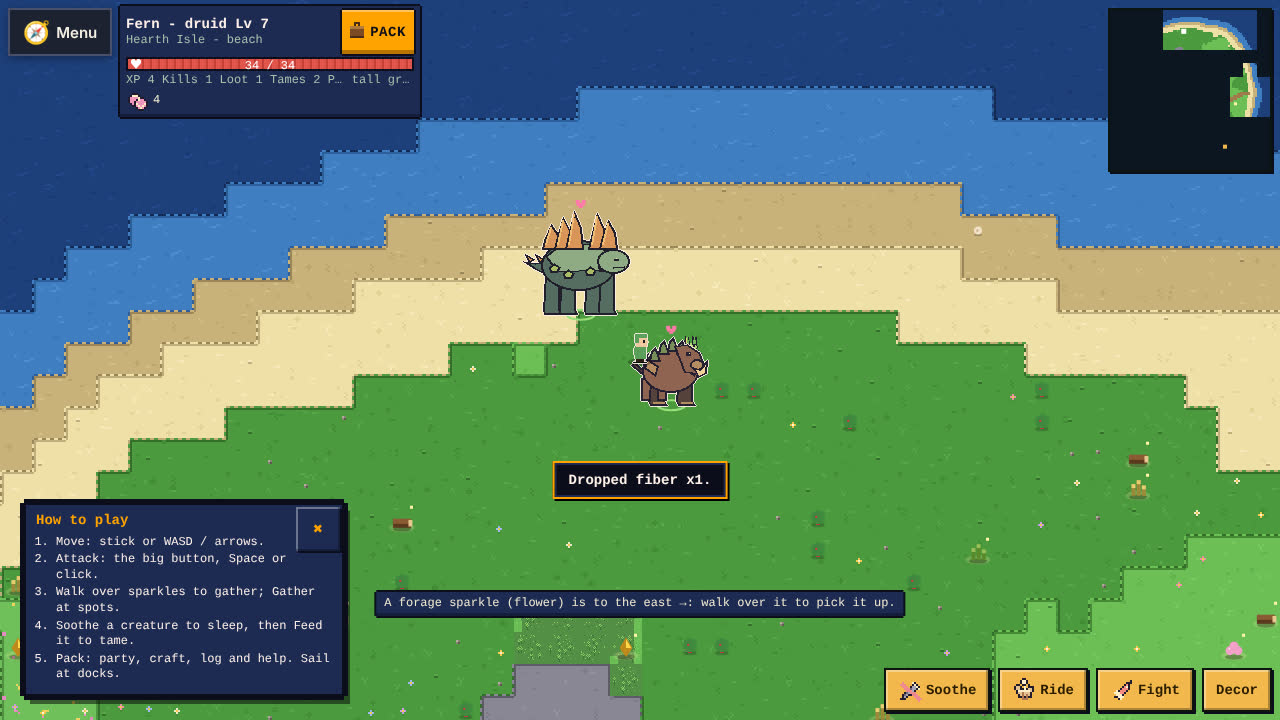 Menu
Fern - druid Lv 7
Hearth Isle - beach
PACK
34 / 34
XP 4 Kills 1 Loot 1 Tames 2 P… tall gr…
4
Dropped fiber x1.
How to play
1. Move: stick or WASD / arrows.
2. Attack: the big button, Space or
click.
3. Walk over sparkles to gather; Gather
at spots.
4. Soothe a creature to sleep, then Feed
it to tame.
5. Pack: party, craft, log and help. Sail
at docks.
A forage sparkle (flower) is to the east →: walk over it to pick it up.
Soothe
Ride
Fight
Decor